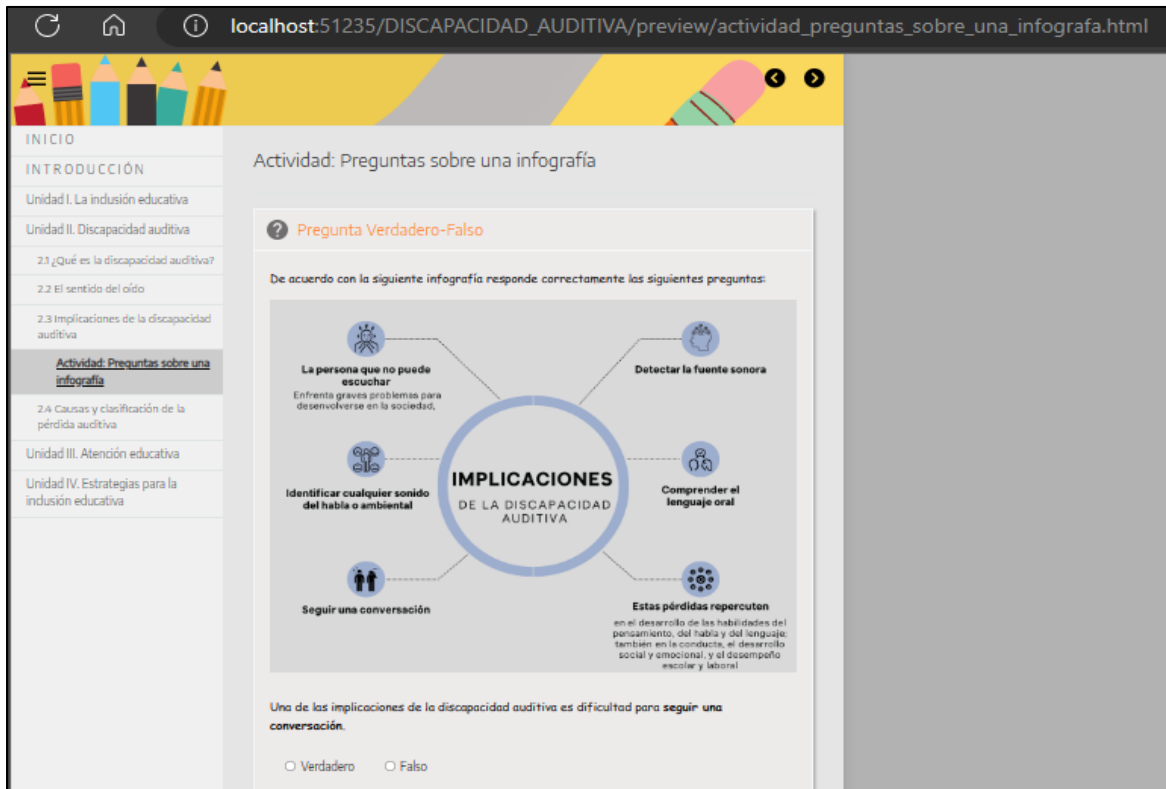 localhost:51235/DISCAPACIDAD_AUDITIVA/preview/actividad_preguntas_sobre_una_infografa.html
INICIO
INTRODUCCIÓN
Unidad I. La inclusión educativa
Unidad II. Discapacidad auditiva
2.1 ¿Qué es la discapacidad auditiva?
2.2 El sentido del oído
2.3 Implicaciones de la discapacidad
auditiva
Actividad: Preguntas sobre una
infografía
2.4 Causas y clasificación de la
pérdida auditiva
Unidad III. Atención educativa
Unidad IV. Estrategias para la
inclusión educativa
Actividad: Preguntas sobre una infografía
Pregunta Verdadero-Falso
De acuerdo con la siguiente infografía responde correctamente las siguientes preguntas:
La persona que no puede
escuchar
Enfrenta graves problemas para
desenvolverse en la sociedad,
Detectar la fuente sonora
Identificar cualquier sonido
del habla o ambiental
IMPLICACIONES
DE LA DISCAPACIDAD
AUDITIVA
Comprender el
lenguaje oral
Seguir una conversación
Estas pérdidas repercuten
en el desarrollo de las habilidades del
pensamiento, del habla y del lenguaje;
también en la conducta, el desarrollo
social y emocional, y el desempeño
escolar y laboral
Una de las implicaciones de la discapacidad auditiva es dificultad para seguir una
conversación.
Verdadero Falso